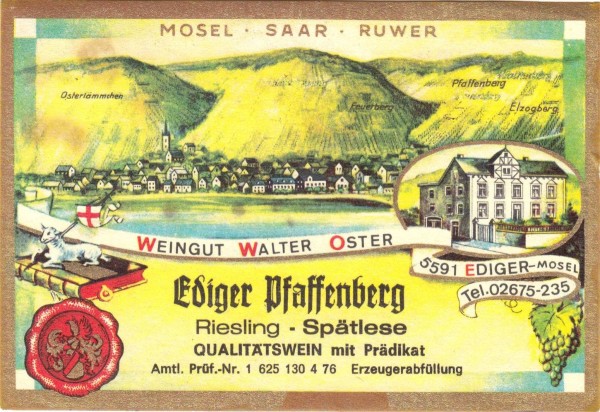 MOSEL · SAAR · RUWER
Osterlämmchen
Feuerberg
Pfaffenberg
Elzogberg
WEINGUT WALTER OSTER
5591 EDIGER-MOSEL
Tel. 02675-235
Ediger Pfaffenberg
Riesling - Spätlese
QUALITÄTSWEIN mit Prädikat
Amtl. Prüf.-Nr. 1 625 130 4 76 Erzeugerabfüllung